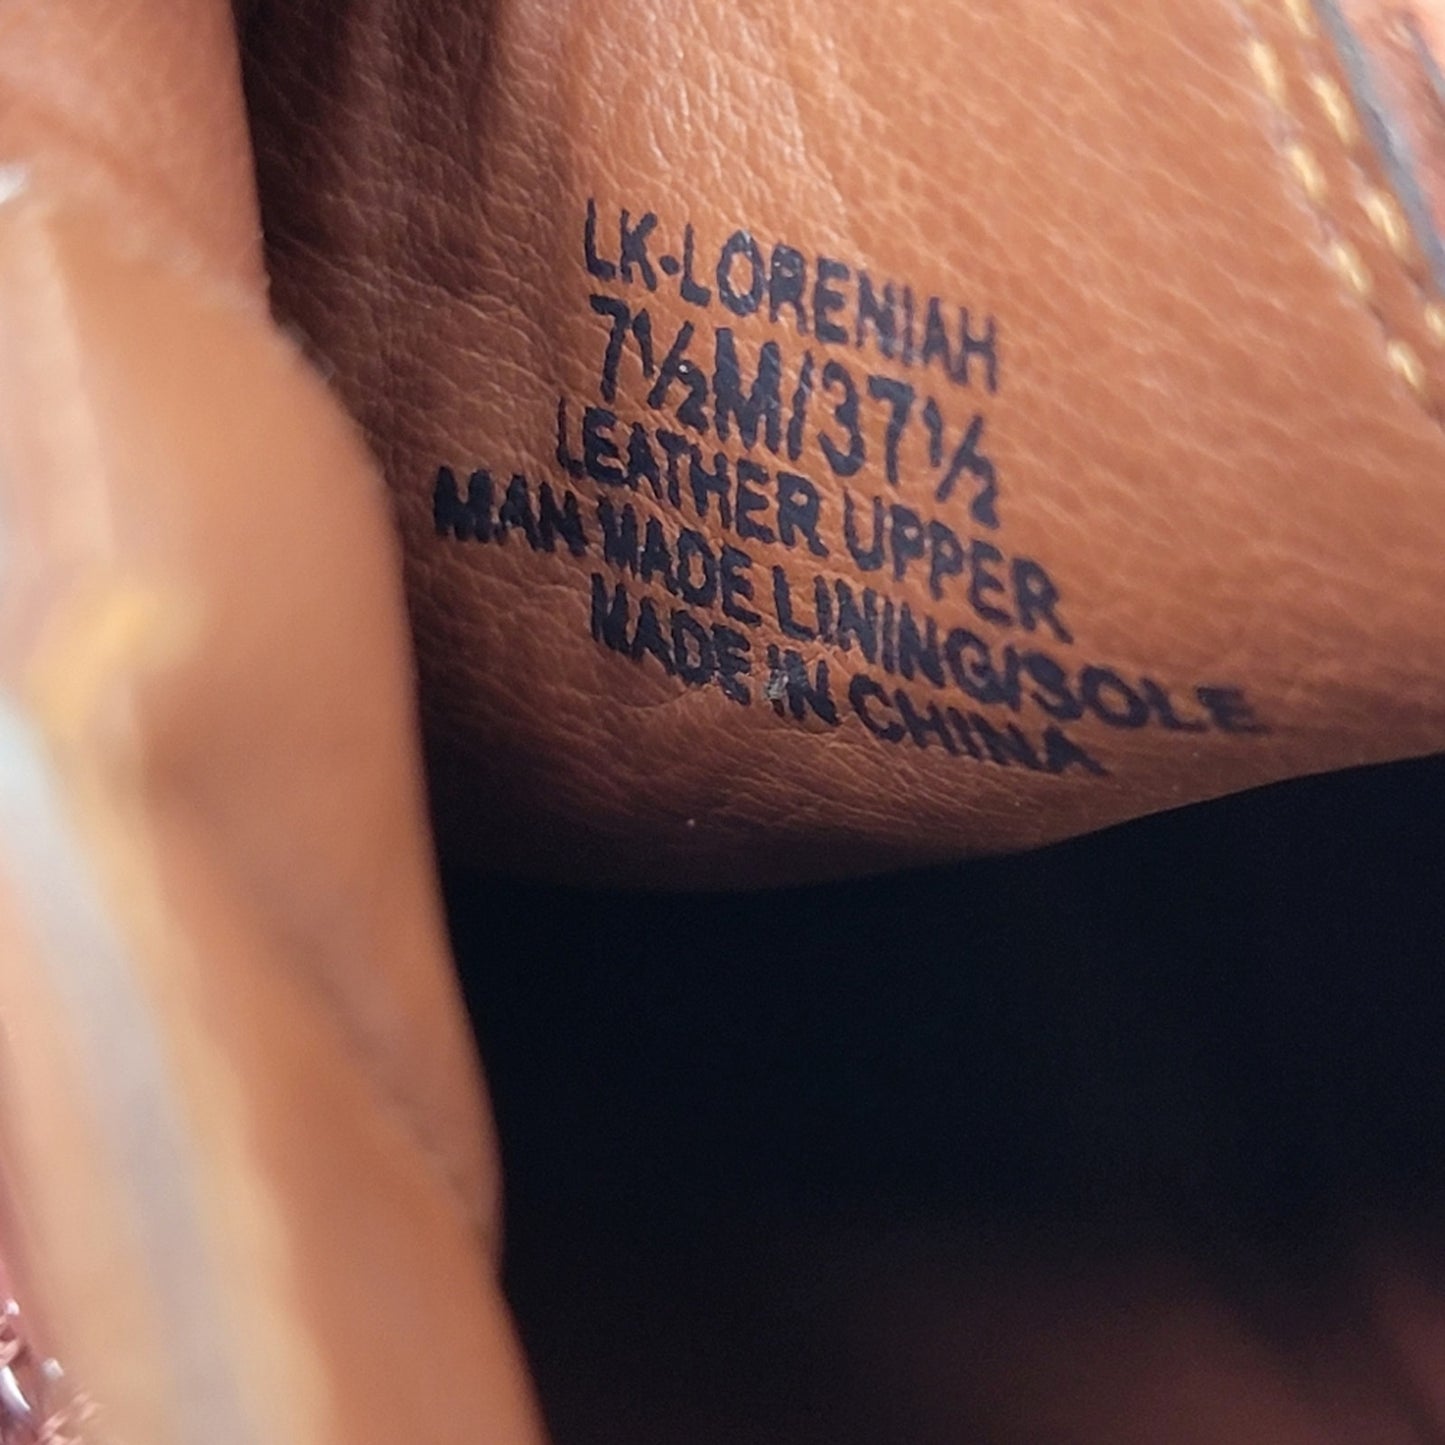 LK-LORENIAH
7½M/37½
LEATHER UPPER
MAN MADE LINING/SOLE
MADE IN CHINA